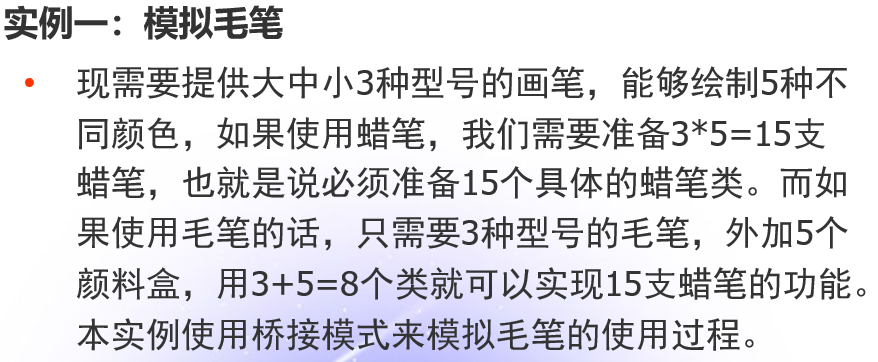 实例一：模拟毛笔
• 现需要提供大中小3种型号的画笔，能够绘制5种不
同颜色，如果使用蜡笔，我们需要准备3*5=15支
蜡笔，也就是说必须准备15个具体的蜡笔类。而如
果使用毛笔的话，只需要3种型号的毛笔，外加5个
颜料盒，用3+5=8个类就可以实现15支蜡笔的功能。
本实例使用桥接模式来模拟毛笔的使用过程。